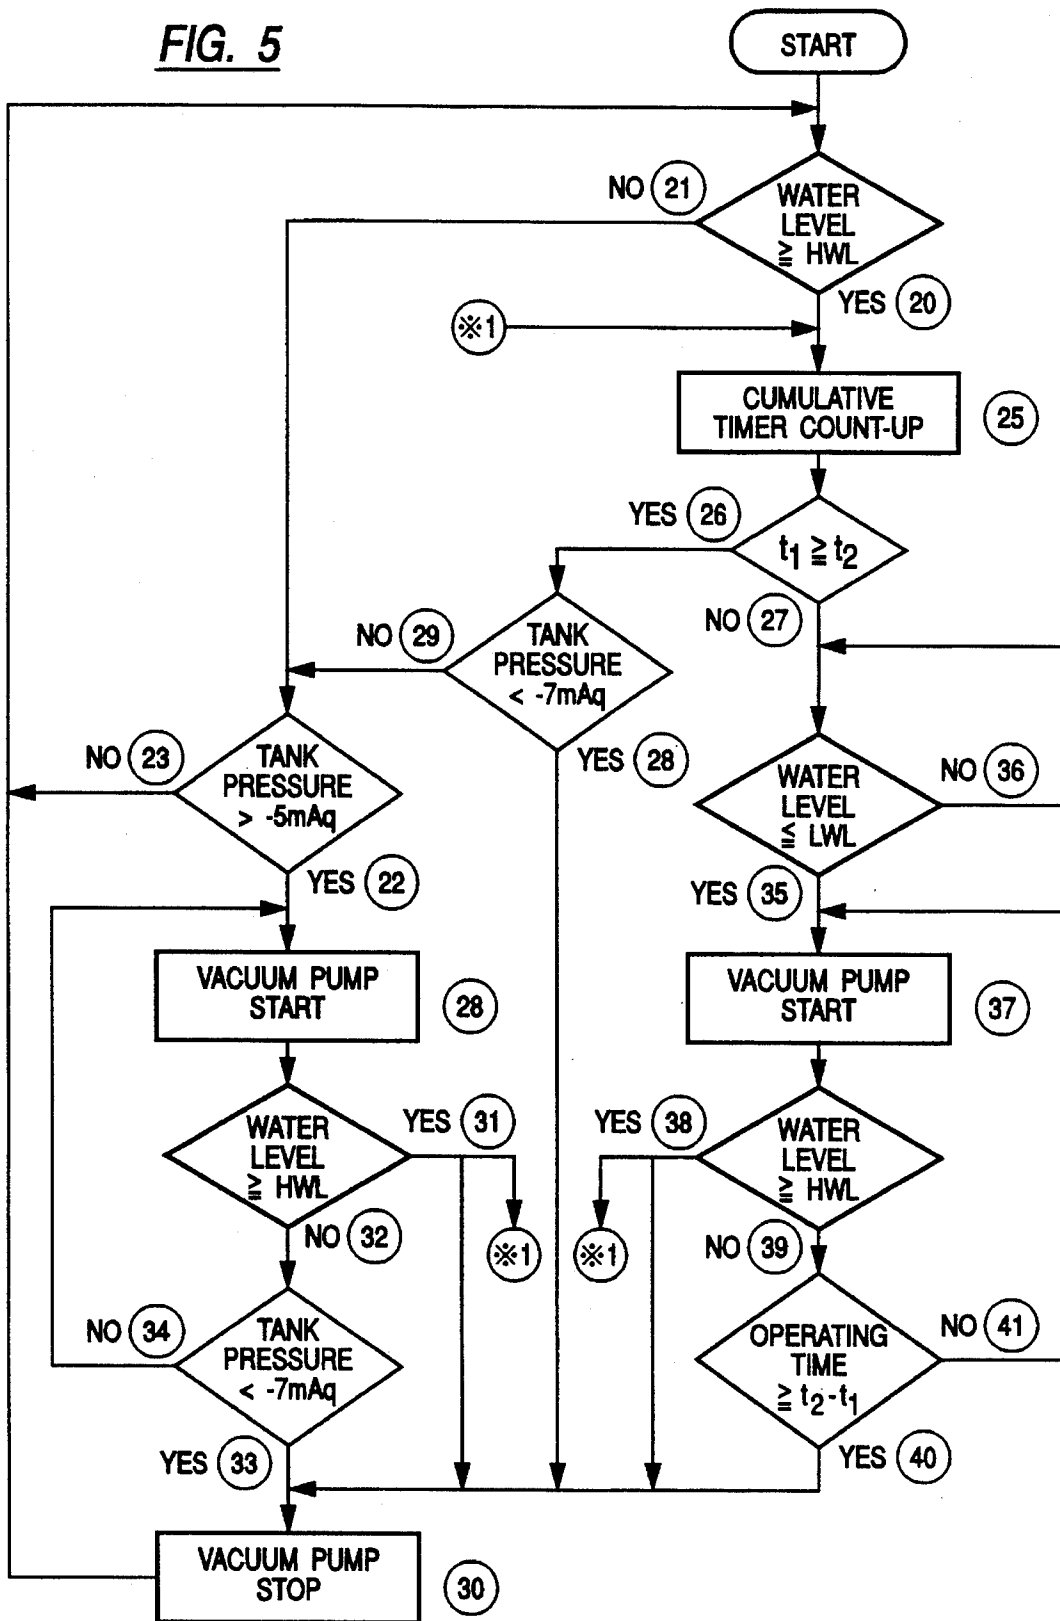 FIG. 5
START
NO 21
WATER
LEVEL
≧ HWL
YES 20
※1
CUMULATIVE
TIMER COUNT-UP
25
YES 26
t1 ≧ t2
NO 27
NO 29
TANK
PRESSURE
< -7mAq
YES 28
NO 23
TANK
PRESSURE
> -5mAq
YES 22
WATER
LEVEL
≦ LWL
NO 36
YES 35
VACUUM PUMP
START
28
VACUUM PUMP
START
37
WATER
LEVEL
≧ HWL
YES 31
※1
NO 32
YES 38
※1
WATER
LEVEL
≧ HWL
NO 39
NO 34
TANK
PRESSURE
< -7mAq
YES 33
OPERATING
TIME
≧ t2-t1
NO 41
YES 40
VACUUM PUMP
STOP
30